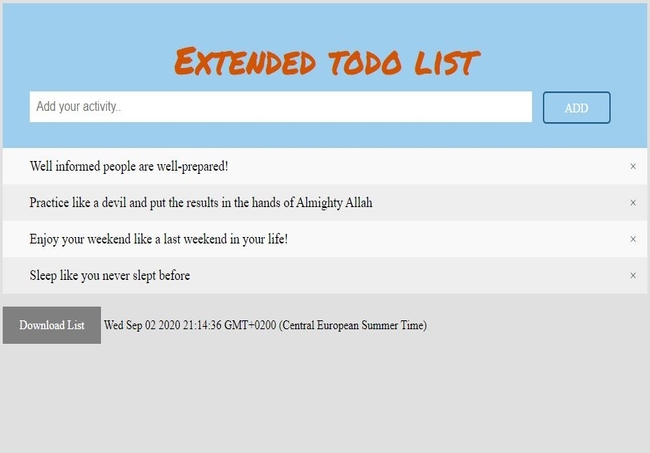 Extended todo list
Add your activity..
ADD
Well informed people are well-prepared!
×
Practice like a devil and put the results in the hands of Almighty Allah
×
Enjoy your weekend like a last weekend in your life!
×
Sleep like you never slept before
×
Download List
Wed Sep 02 2020 21:14:36 GMT+0200 (Central European Summer Time)